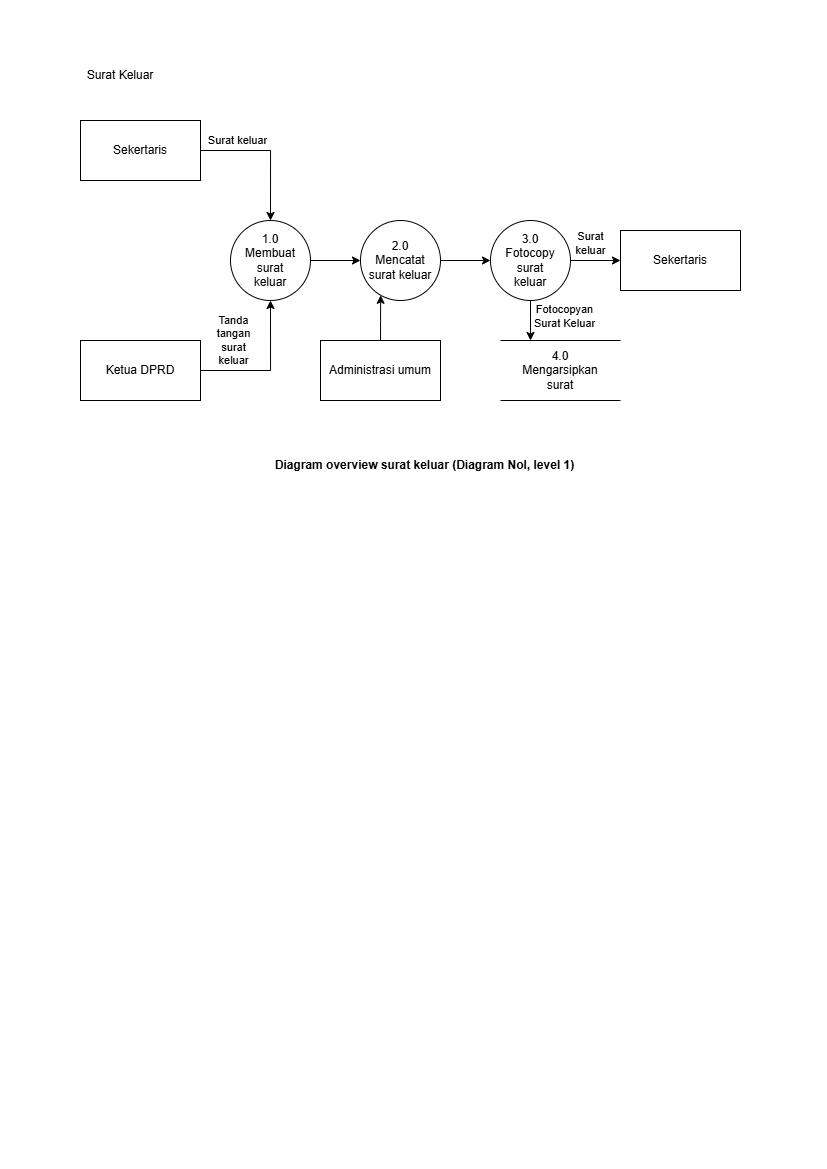 Surat Keluar
Sekertaris
Surat keluar
1.0
Membuat
surat
keluar
2.0
Mencatat
surat keluar
3.0
Fotocopy
surat
keluar
Surat
keluar
Sekertaris
Tanda
tangan
surat
keluar
Ketua DPRD
Administrasi umum
Fotocopyan
Surat Keluar
4.0
Mengarsipkan
surat
Diagram overview surat keluar (Diagram Nol, level 1)